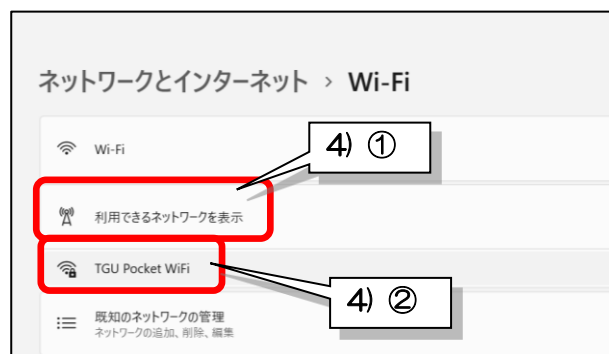 ネットワークとインターネット › Wi-Fi
Wi-Fi
4) ①
利用できるネットワークを表示
TGU Pocket WiFi
4) ②
既知のネットワークの管理
ネットワークの追加、削除、編集